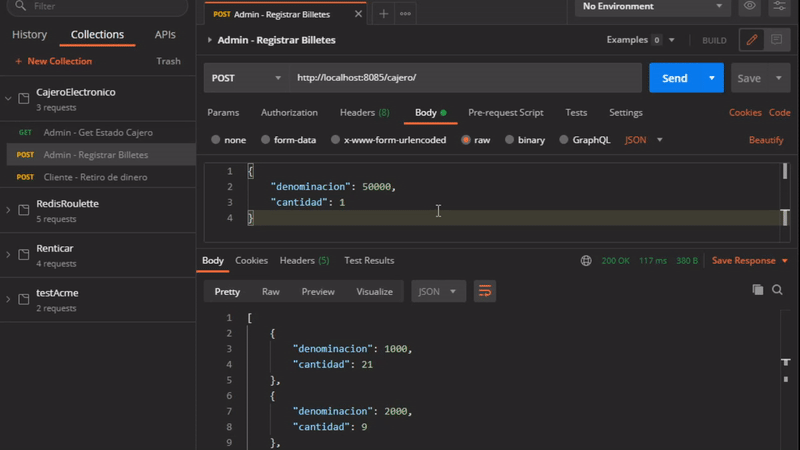 Filter
History Collections APIs
+ New Collection Trash
CajeroElectronico
3 requests
GET Admin - Get Estado Cajero
POST Admin - Registrar Billetes
POST Cliente - Retiro de dinero
RedisRoulette
5 requests
Renticar
4 requests
testAcme
2 requests
POST Admin - Registrar Billetes
No Environment
Admin - Registrar Billetes
Examples 0
BUILD
POST http://localhost:8085/cajero/
Send Save
Params Authorization Headers (8) Body Pre-request Script Tests Settings Cookies Code
none form-data x-www-form-urlencoded raw binary GraphQL JSON Beautify
1 {
2 "denominacion": 50000,
3 "cantidad": 1
4 }
Body Cookies Headers (5) Test Results 200 OK 117 ms 380 B Save Response
Pretty Raw Preview Visualize JSON
1 [
2 {
3 "denominacion": 1000,
4 "cantidad": 21
5 },
6 {
7 "denominacion": 2000,
8 "cantidad": 9
9 },